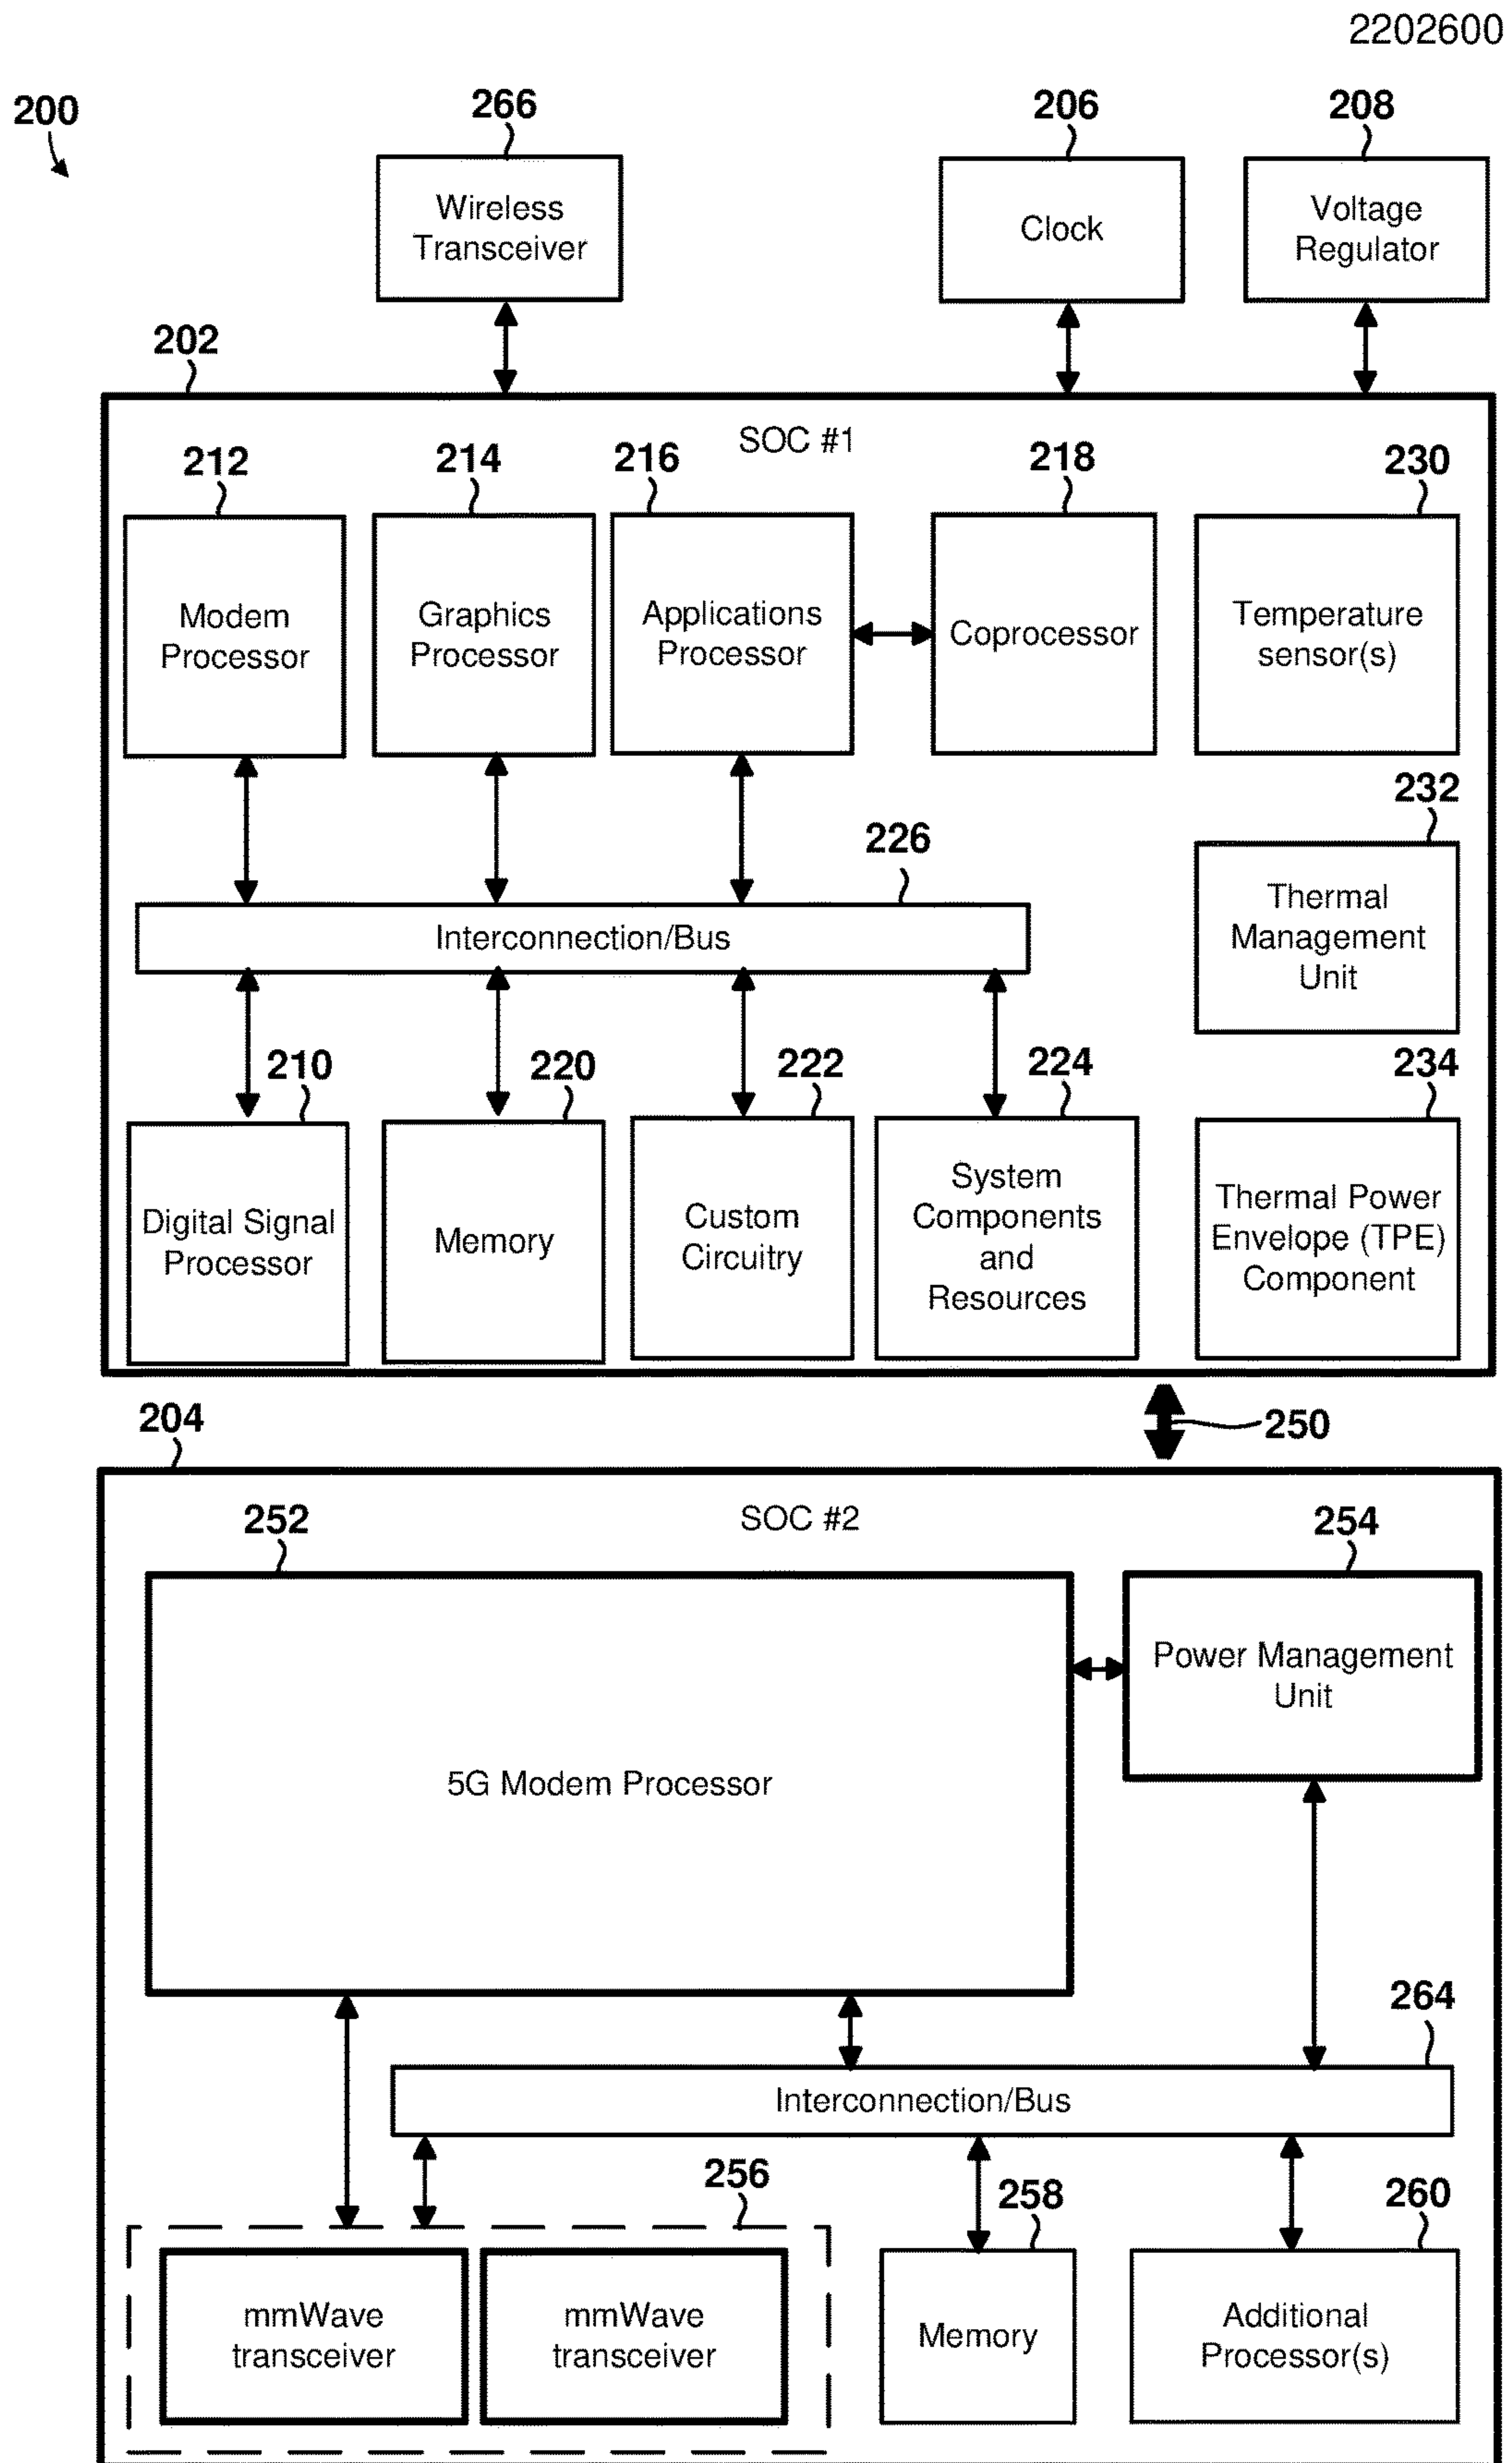 2202600
200
266
206
208
Wireless
Transceiver
Clock
Voltage
Regulator
202
SOC #1
212
214
216
218
230
Modem
Processor
Graphics
Processor
Applications
Processor
Coprocessor
Temperature
sensor(s)
232
Thermal
Management
Unit
226
Interconnection/Bus
210
220
222
224
234
Digital Signal
Processor
Memory
Custom
Circuitry
System
Components
and
Resources
Thermal Power
Envelope (TPE)
Component
250
204
SOC #2
252
254
5G Modem Processor
Power Management
Unit
264
Interconnection/Bus
256
258
260
mmWave
transceiver
mmWave
transceiver
Memory
Additional
Processor(s)